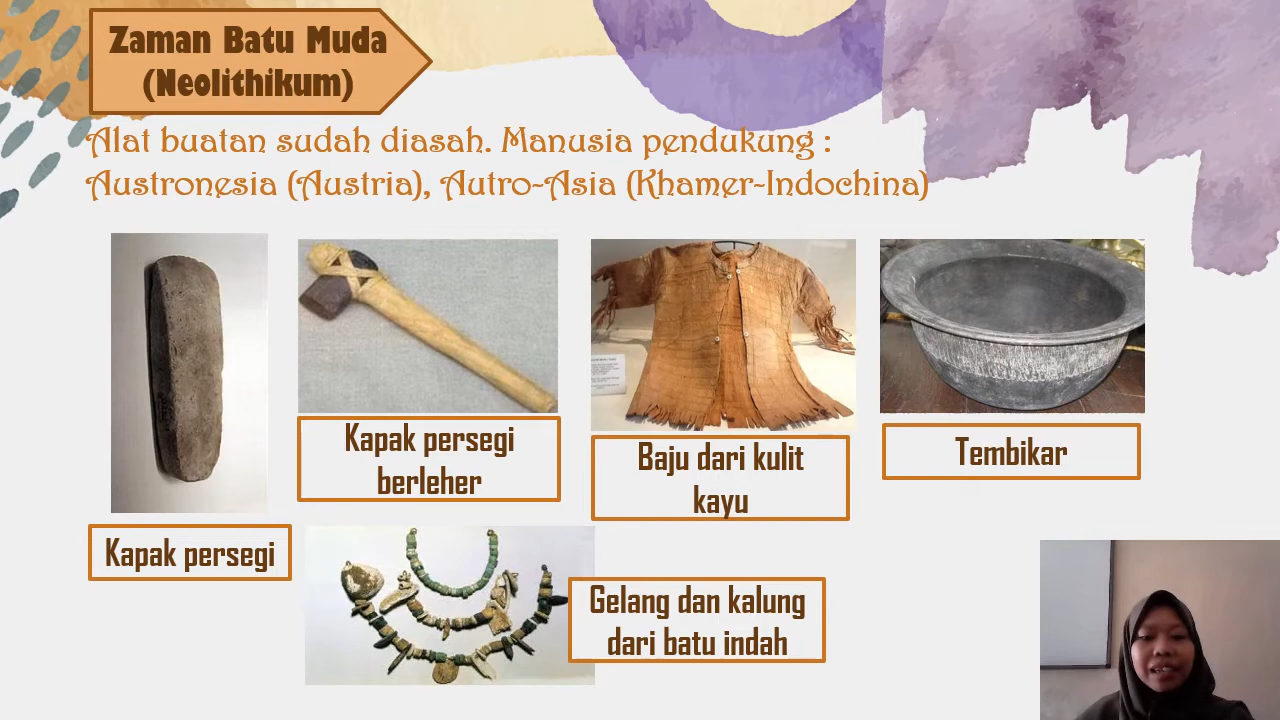 Zaman Batu Muda
(Neolithikum)
Alat buatan sudah diasah. Manusia pendukung :
Austronesia (Austria), Autro-Asia (Khamer-Indochina)
Kapak persegi
berleher
Baju dari kulit
kayu
Tembikar
Kapak persegi
Gelang dan kalung
dari batu indah